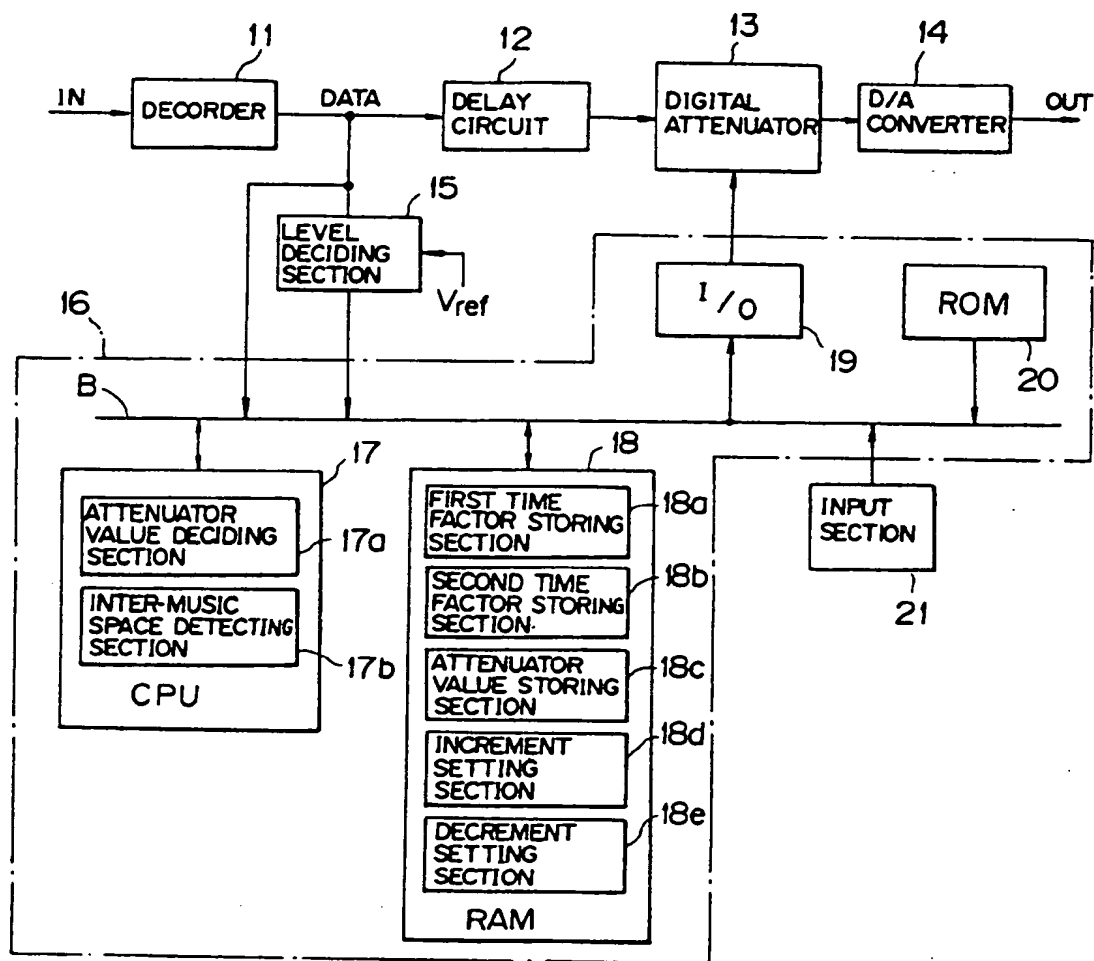 11
12
13
14
IN
DECORDER
DATA
DELAY
CIRCUIT
DIGITAL
ATTENUATOR
D/A
CONVERTER
OUT
15
LEVEL
DECIDING
SECTION
Vref
16
I/O
19
ROM
20
B
17
ATTENUATOR
VALUE DECIDING
SECTION
17a
INTER-MUSIC
SPACE DETECTING
SECTION
17b
CPU
18
FIRST TIME
FACTOR STORING
SECTION
18a
SECOND TIME
FACTOR STORING
SECTION.
18b
ATTENUATOR
VALUE STORING
SECTION
18c
INCREMENT
SETTING
SECTION
18d
DECREMENT
SETTING
SECTION
18e
RAM
INPUT
SECTION
21